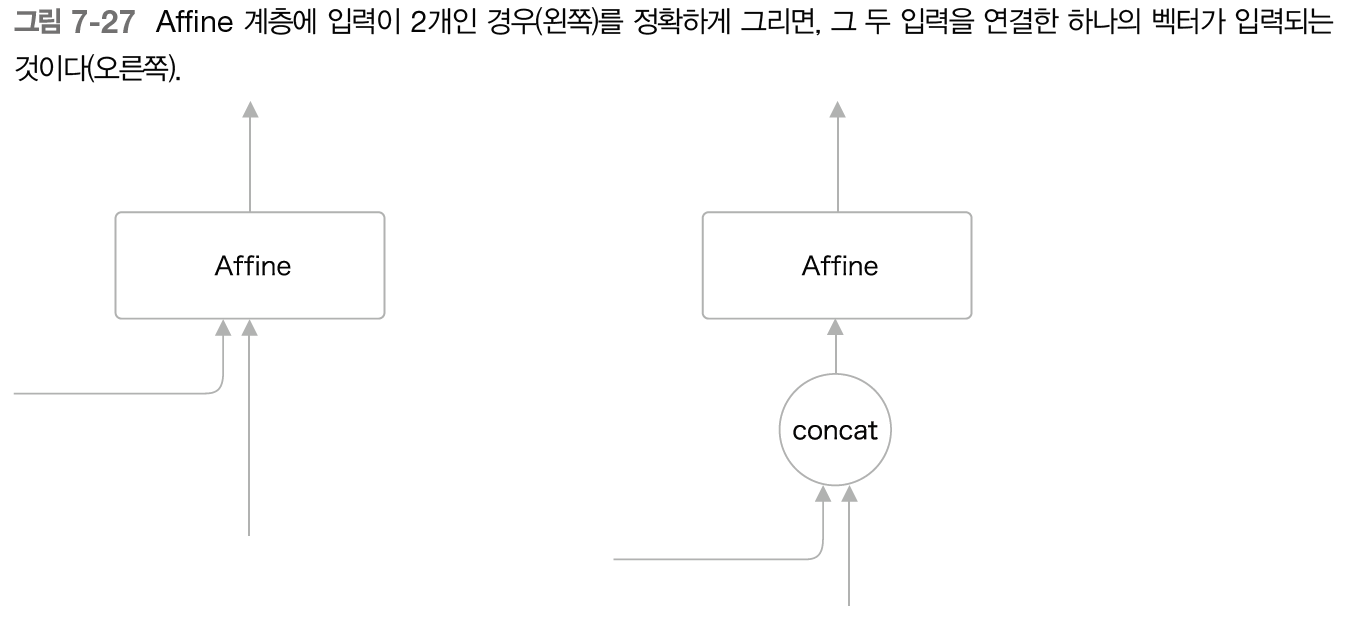 그림 7-27 Affine 계층에 입력이 2개인 경우(왼쪽)를 정확하게 그리면, 그 두 입력을 연결한 하나의 벡터가 입력되는
것이다(오른쪽).
Affine
Affine
concat